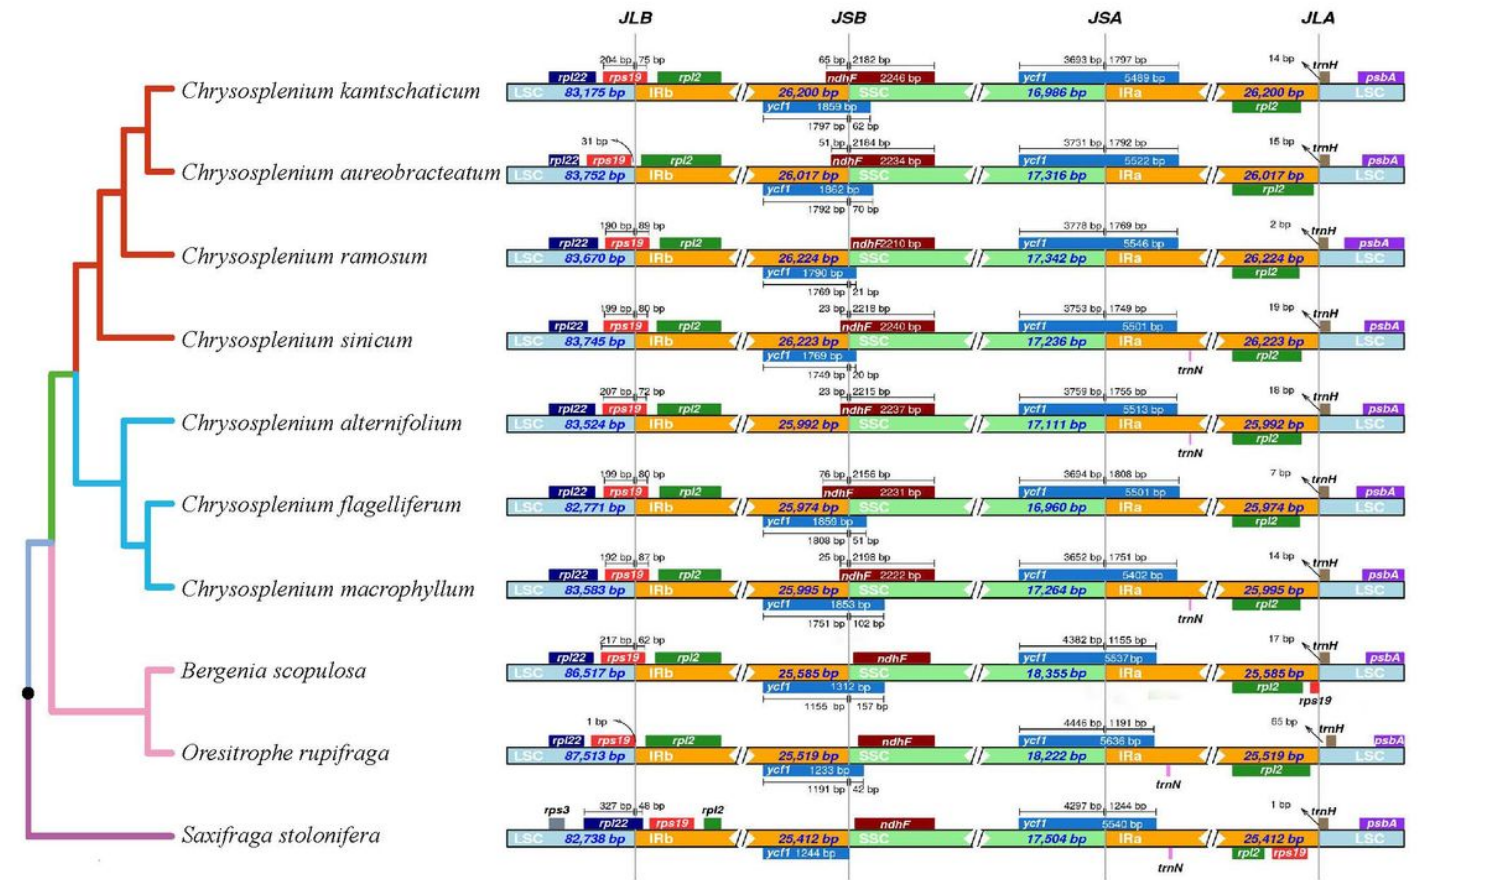 JLB JSB JSA JLA
204 bp 75 bp 65 bp 2182 bp 3693 bp 1797 bp 14 bp trnH
rpl22 rps19 rpl2 ndhF 2246 bp ycf1 5489 bp psbA
Chrysosplenium kamtschaticum LSC 83,175 bp IRb 26,200 bp SSC 16,986 bp IRa 26,200 bp LSC
ycf1 1859 bp rpl2
1797 bp 62 bp
31 bp 51 bp 2184 bp 3731 bp 1792 bp 15 bp trnH
rpl22 rps19 rpl2 ndhF 2234 bp ycf1 5522 bp psbA
Chrysosplenium aureobracteatum LSC 83,752 bp IRb 26,017 bp SSC 17,316 bp IRa 26,017 bp LSC
ycf1 1862 bp rpl2
1792 bp 70 bp
190 bp 89 bp 3778 bp 1769 bp 2 bp trnH
rpl22 rps19 rpl2 ndhF 2210 bp ycf1 5546 bp psbA
Chrysosplenium ramosum LSC 83,670 bp IRb 26,224 bp SSC 17,342 bp IRa 26,224 bp LSC
ycf1 1790 bp rpl2
1769 bp 21 bp
199 bp 80 bp 23 bp 2218 bp 3753 bp 1749 bp 19 bp trnH
rpl22 rps19 rpl2 ndhF 2240 bp ycf1 5501 bp psbA
Chrysosplenium sinicum LSC 83,745 bp IRb 26,223 bp SSC 17,236 bp IRa 26,223 bp LSC
ycf1 1769 bp rpl2
1749 bp 20 bp trnN
207 bp 72 bp 23 bp 2215 bp 3759 bp 1755 bp 18 bp trnH
rpl22 rps19 rpl2 ndhF 2237 bp ycf1 5513 bp psbA
Chrysosplenium alternifolium LSC 83,524 bp IRb 25,992 bp SSC 17,111 bp IRa 25,992 bp LSC
rpl2
trnN
199 bp 80 bp 76 bp 2156 bp 3694 bp 1808 bp 7 bp trnH
rpl22 rps19 rpl2 ndhF 2231 bp ycf1 5501 bp psbA
Chrysosplenium flagelliferum LSC 82,771 bp IRb 25,974 bp SSC 16,960 bp IRa 25,974 bp LSC
ycf1 1859 bp rpl2
1808 bp 51 bp
192 bp 87 bp 25 bp 2198 bp 3652 bp 1751 bp 14 bp trnH
rpl22 rps19 rpl2 ndhF 2222 bp ycf1 5402 bp psbA
Chrysosplenium macrophyllum LSC 83,583 bp IRb 25,995 bp SSC 17,264 bp IRa 25,995 bp LSC
ycf1 1853 bp rpl2
1751 bp 102 bp trnN
217 bp 62 bp 4382 bp 1155 bp 17 bp trnH
rpl22 rps19 rpl2 ndhF ycf1 5537 bp psbA
Bergenia scopulosa LSC 86,517 bp IRb 25,585 bp SSC 18,355 bp IRa 25,585 bp LSC
ycf1 1312 bp rpl2
1155 bp 157 bp rps19
1 bp 4446 bp 1191 bp 65 bp trnH
rpl22 rps19 rpl2 ndhF ycf1 5636 bp psbA
Oresitrophe rupifraga LSC 87,513 bp IRb 25,519 bp SSC 18,222 bp IRa 25,519 bp LSC
ycf1 1233 bp rpl2
1191 bp 42 bp trnN
rps3 327 bp 48 bp rpl2 4297 bp 1244 bp 1 bp trnH
rpl22 rps19 ndhF ycf1 5540 bp psbA
Saxifraga stolonifera LSC 82,738 bp IRb 25,412 bp SSC 17,504 bp IRa 25,412 bp LSC
ycf1 1244 bp rpl2 rps19
trnN